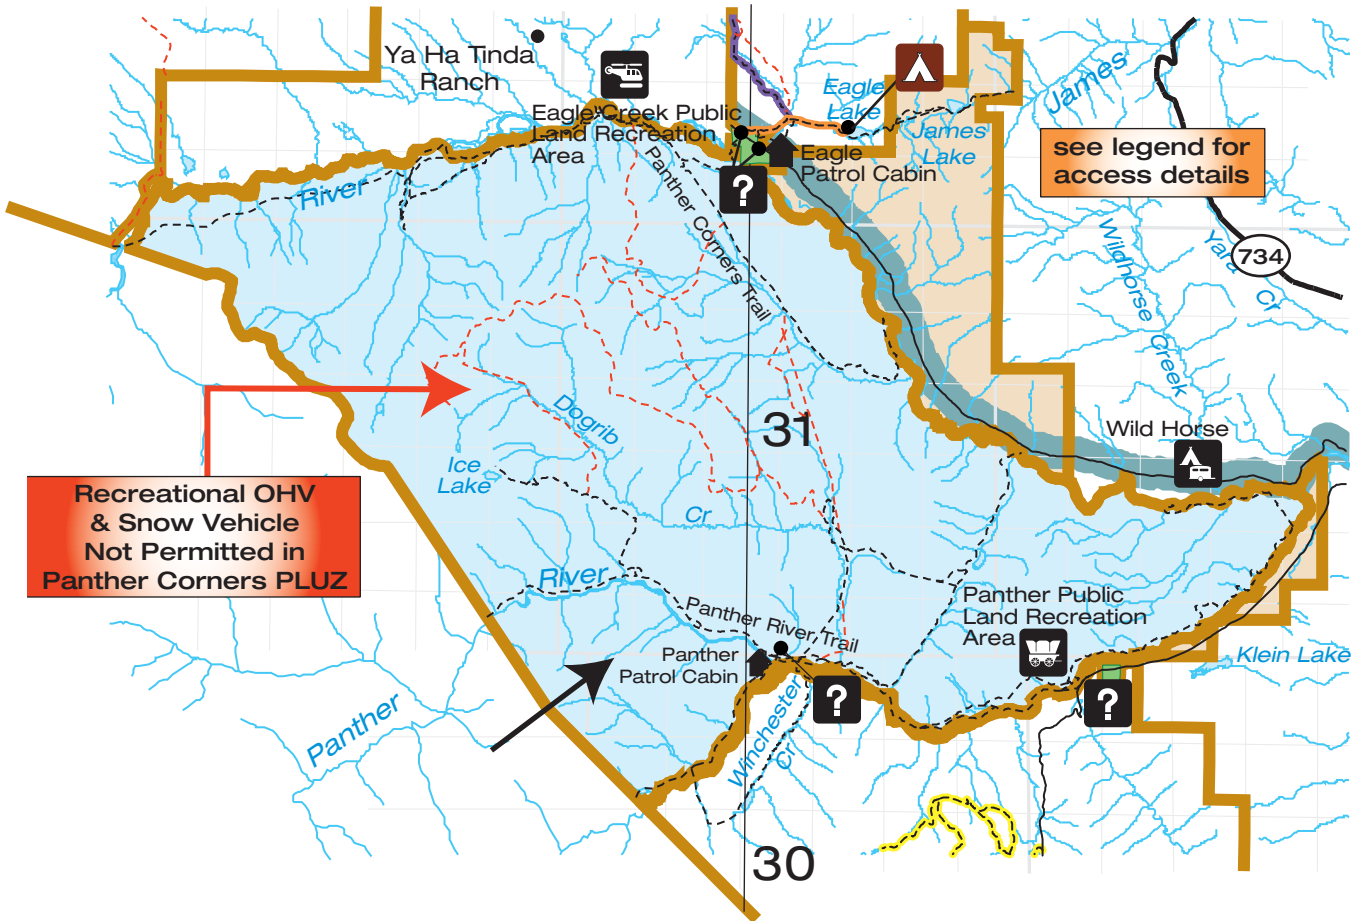 Ya Ha Tinda
Ranch
Eagle Creek Public
Land Recreation
Area
Eagle
Lake
James
James
Lake
see legend for
access details
Eagle
Patrol Cabin
?
River
Panther Corners Trail
Wildhorse Creek
Yara Cr
734
31
Dogrib
Ice
Lake
Wild Horse
Recreational OHV
& Snow Vehicle
Not Permitted in
Panther Corners PLUZ
Cr
River
Panther River Trail
Panther Public
Land Recreation
Area
Panther
Patrol Cabin
Klein Lake
?
?
Winchester
Cr
Panther
30